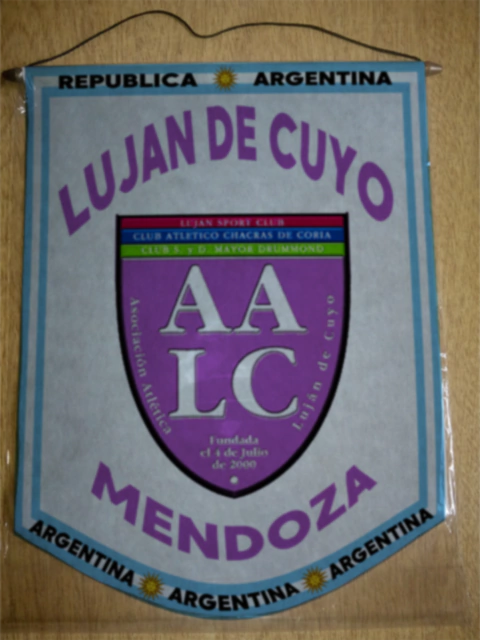 REPUBLICA ARGENTINA
LUJAN DE CUYO
LUJAN SPORT CLUB
CLUB ATLETICO CHACRAS DE CORIA
CLUB S. y D. MAYOR DRUMMOND
AA
LC
Asociación Atlética
Luján de Cuyo
Fundada
el 4 de Julio
de 2000
MENDOZA
ARGENTINA ARGENTINA ARGENTINA